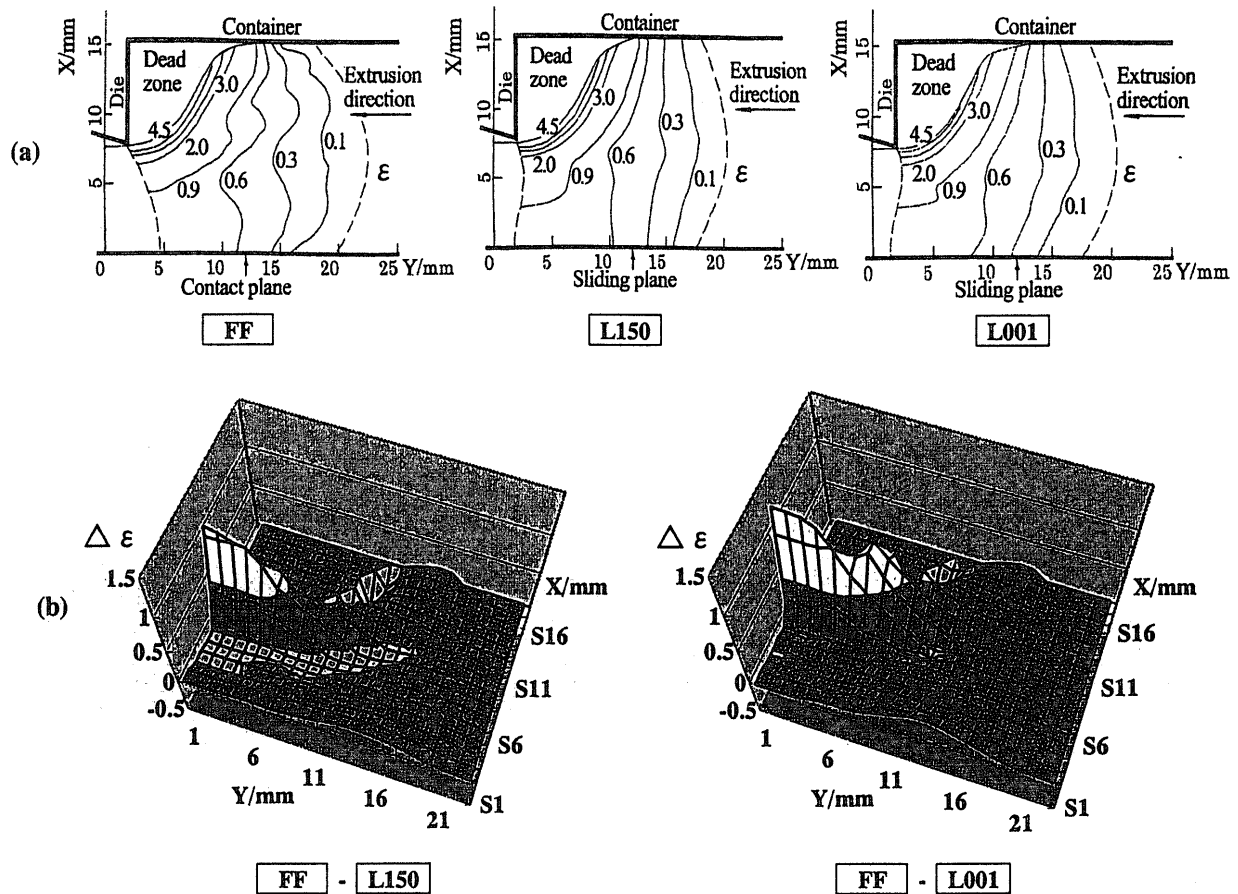 (a)
X/mm
15
10
5
Container
Die
Dead
zone
Extrusion
direction
4.5
3.0
2.0
0.9
0.6
0.3
0.1
ε
0 5 10 15 20 25 Y/mm
Contact plane
FF
X/mm
15
10
5
Container
Die
Dead
zone
Extrusion
direction
4.5
3.0
2.0
0.9
0.6
0.3
0.1
ε
0 5 10 15 20 25 Y/mm
Sliding plane
L150
X/mm
15
10
5
Container
Die
Dead
zone
Extrusion
direction
4.5
3.0
2.0
0.9
0.6
0.3
0.1
ε
0 5 10 15 20 Y/mm
Sliding plane
L001
(b)
△ ε
1.5
1
0.5
0
-0.5
1
6
11
16
21
Y/mm
X/mm
S16
S11
S6
S1
FF - L150
△ ε
1.5
1
0.5
0
-0.5
1
6
11
16
21
Y/mm
X/mm
S16
S11
S6
S1
FF - L001